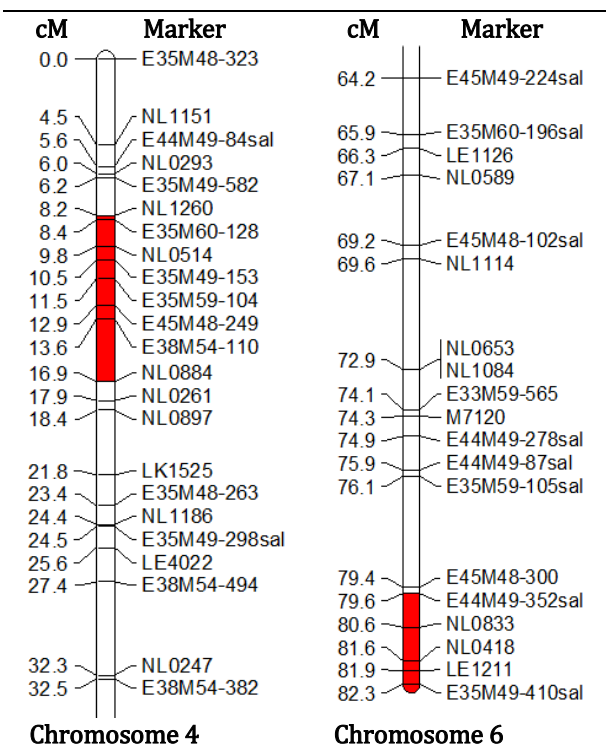 cM Marker
0.0 E35M48-323
4.5 NL1151
5.6 E44M49-84sal
6.0 NL0293
6.2 E35M49-582
8.2 NL1260
8.4 E35M60-128
9.8 NL0514
10.5 E35M49-153
11.5 E35M59-104
12.9 E45M48-249
13.6 E38M54-110
16.9 NL0884
17.9 NL0261
18.4 NL0897
21.8 LK1525
23.4 E35M48-263
24.4 NL1186
24.5 E35M49-298sal
25.6 LE4022
27.4 E38M54-494
32.3 NL0247
32.5 E38M54-382
Chromosome 4
cM Marker
64.2 E45M49-224sal
65.9 E35M60-196sal
66.3 LE1126
67.1 NL0589
69.2 E45M48-102sal
69.6 NL1114
NL0653
72.9 NL1084
74.1 E33M59-565
74.3 M7120
74.9 E44M49-278sal
75.9 E44M49-87sal
76.1 E35M59-105sal
79.4 E45M48-300
79.6 E44M49-352sal
80.6 NL0833
81.6 NL0418
81.9 LE1211
82.3 E35M49-410sal
Chromosome 6